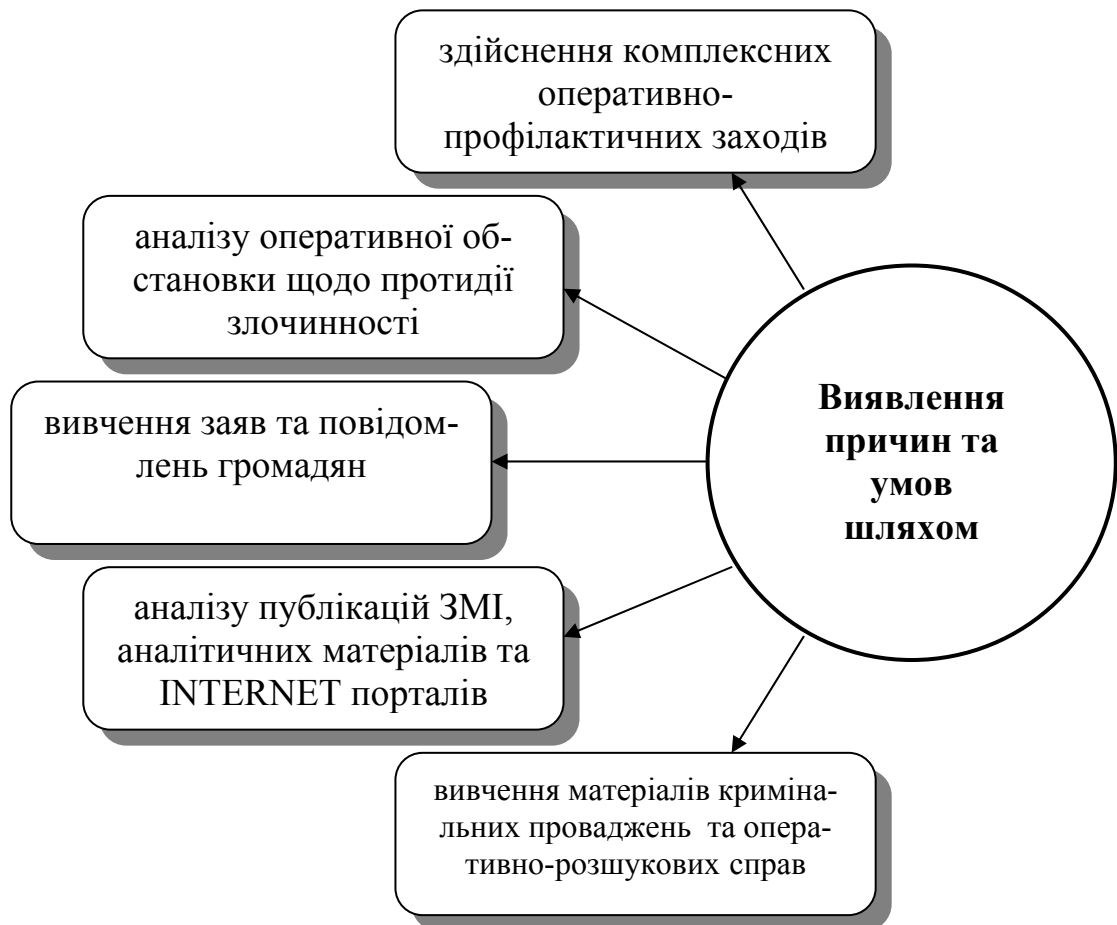 здійснення комплексних
оперативно-
профілактичних заходів
аналізу оперативної об-
становки щодо протидії
злочинності
вивчення заяв та повідом-
лень громадян
Виявлення
причин та
умов
шляхом
аналізу публікацій ЗМІ,
аналітичних матеріалів та
INTERNET порталів
вивчення матеріалів криміна-
льних проваджень та опера-
тивно-розшукових справ